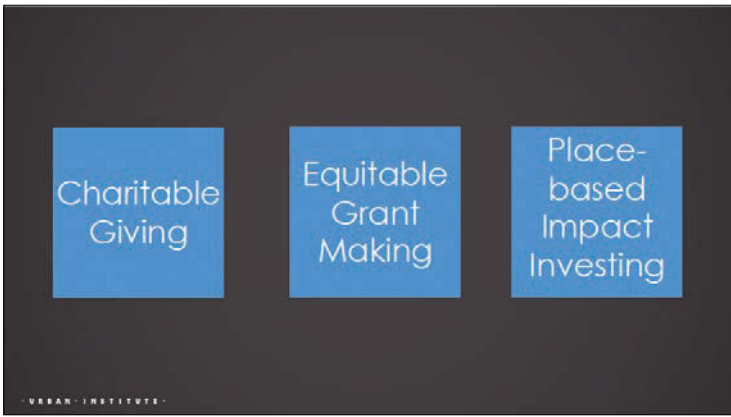 Charitable
Giving
Equitable
Grant
Making
Place-
based
Impact
Investing
· URBAN · INSTITUTE ·